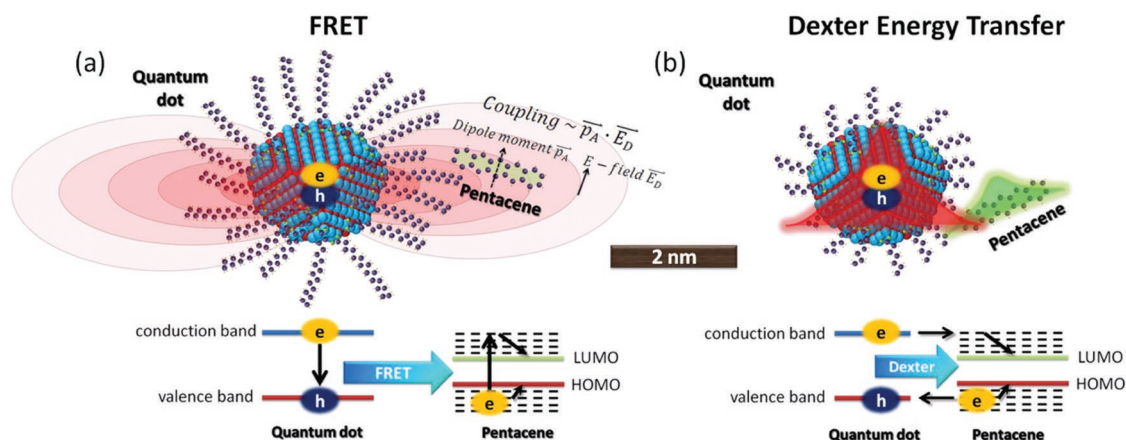 FRET
Dexter Energy Transfer
(a)
Quantum
dot
Coupling ~ p_A · E_D
Dipole moment p_A
E − field E_D
Pentacene
e
h
(b)
Quantum
dot
e
h
Pentacene
2 nm
conduction band
e
LUMO
FRET
HOMO
valence band
h
e
Quantum dot
Pentacene
conduction band
e
LUMO
Dexter
HOMO
valence band
h
e
Quantum dot
Pentacene